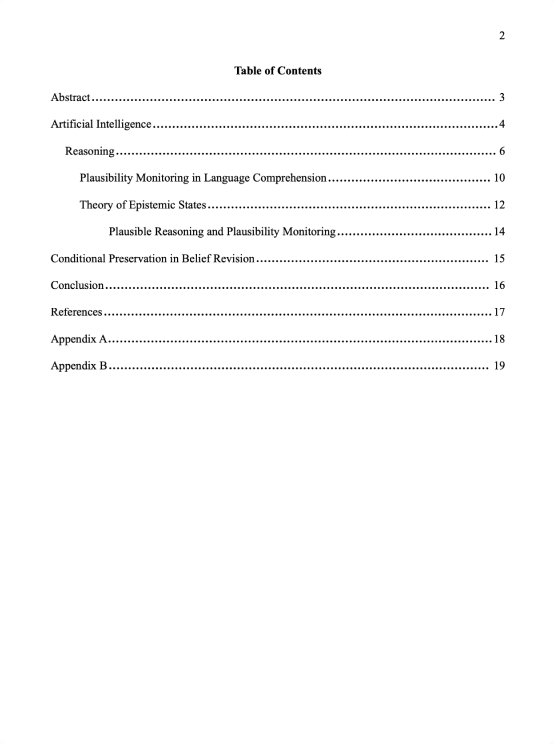 2
Table of Contents
Abstract.................................................................................................... 3
Artificial Intelligence......................................................................................4
Reasoning............................................................................................... 6
Plausibility Monitoring in Language Comprehension......................................... 10
Theory of Epistemic States....................................................................... 12
Plausible Reasoning and Plausibility Monitoring.......................................14
Conditional Preservation in Belief Revision........................................................... 15
Conclusion................................................................................................ 16
References.................................................................................................17
Appendix A................................................................................................18
Appendix B............................................................................................... 19